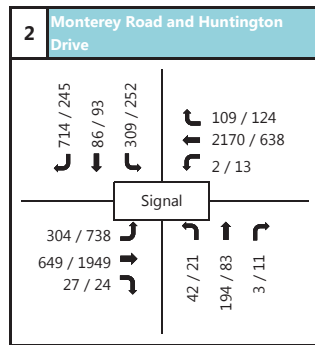 2
Monterey Road and Huntington
Drive
714 / 245
86 / 93
309 / 252
109 / 124
2170 / 638
2 / 13
Signal
304 / 738
649 / 1949
27 / 24
42 / 21
194 / 83
3 / 11